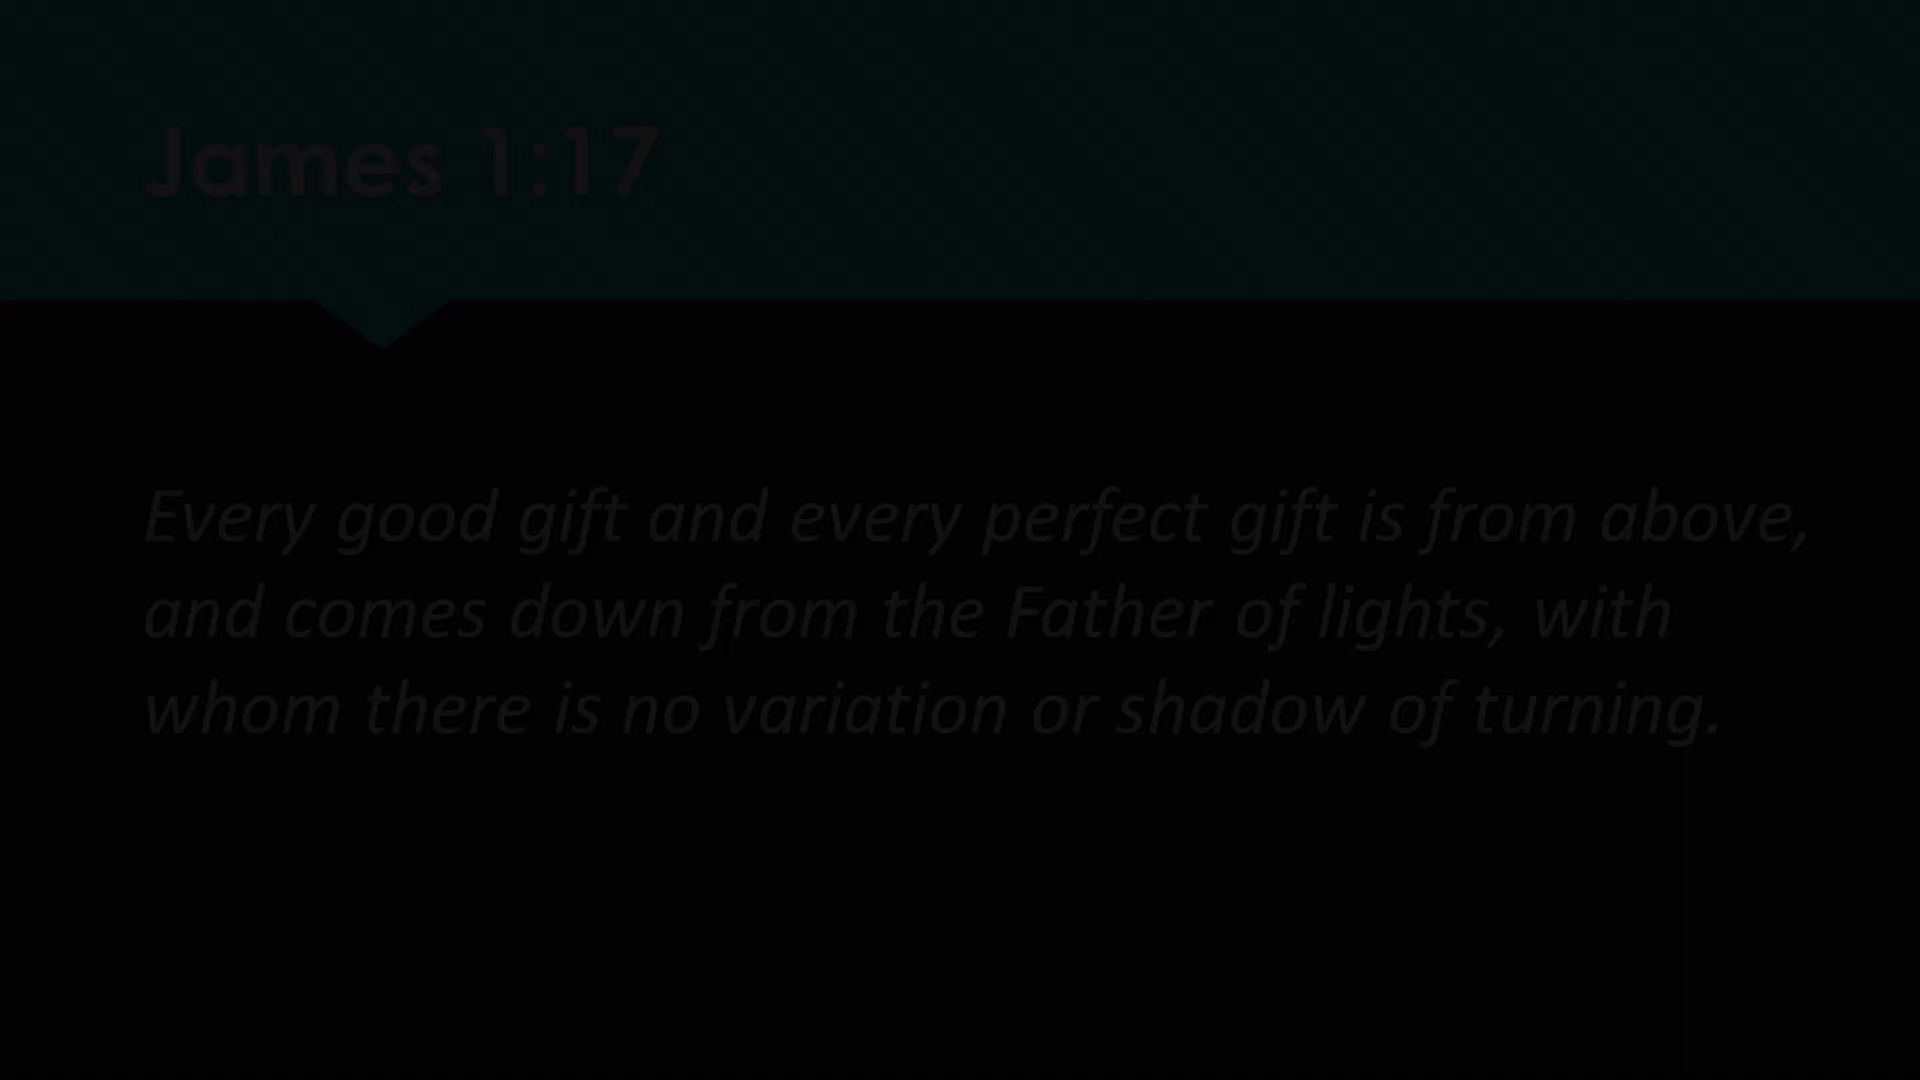 James 1:17
Every good gift and every perfect gift is from above,
and comes down from the Father of lights, with
whom there is no variation or shadow of turning.